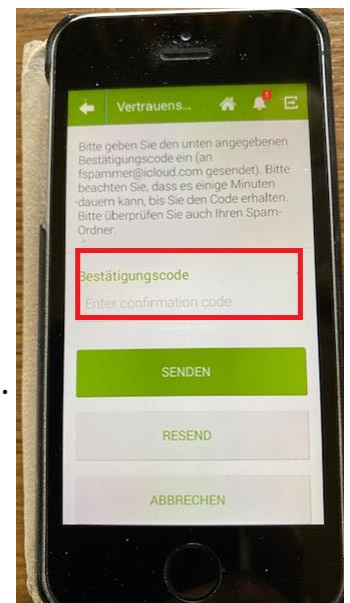 Vertrauens...
1
Bitte geben Sie den unten angegebenen
Bestätigungscode ein (an
fspammer@icloud.com gesendet). Bitte
beachten Sie, dass es einige Minuten
dauern kann, bis Sie den Code erhalten.
Bitte überprüfen Sie auch Ihren Spam-
Ordner.
Bestätigungscode
Enter confirmation code
SENDEN
RESEND
ABBRECHEN